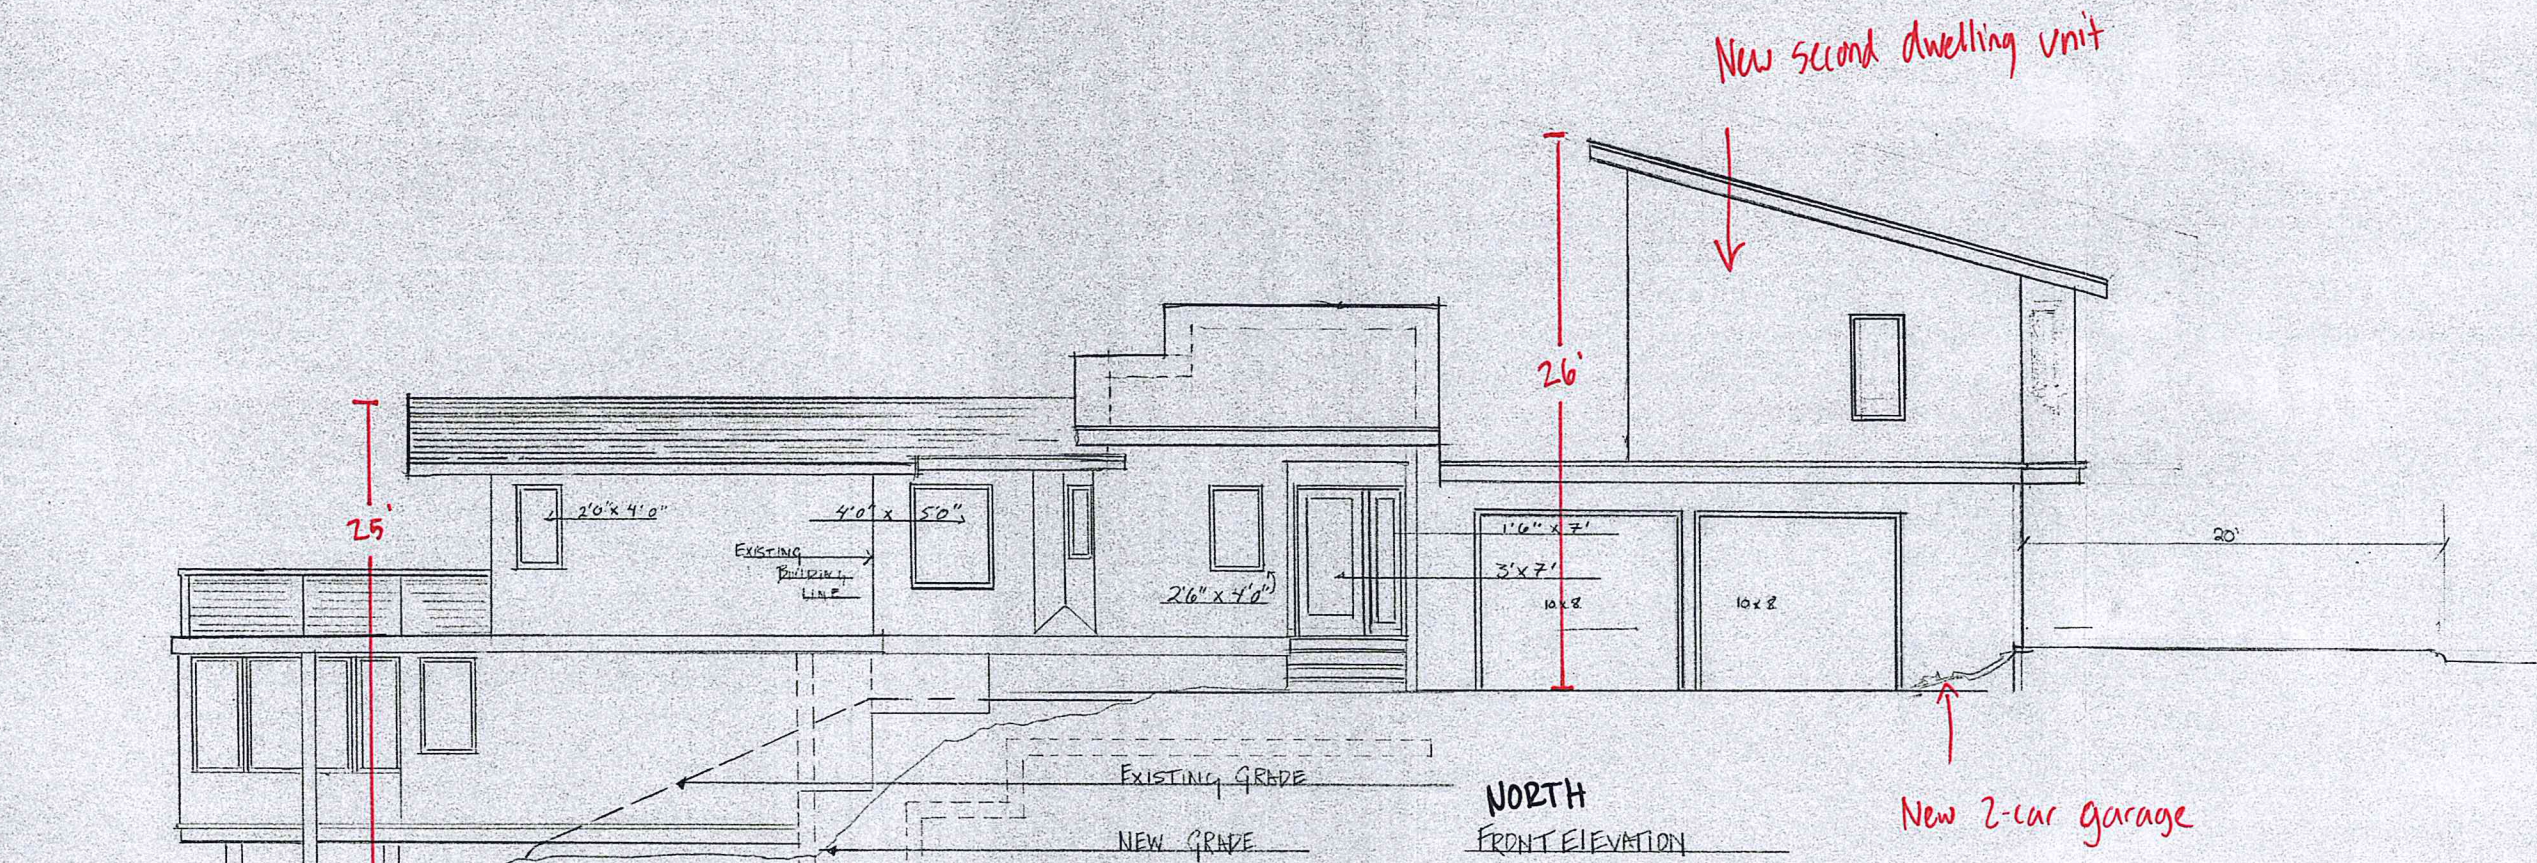 New second dwelling unit
26'
25'
2'0" x 4'0"
4'0" x 5'0"
1'6" x 7'
20'
EXISTING
BUILDING
LINE
3' x 7'
2'6" x 4'0"
10 x 8
10 x 8
EXISTING GRADE
NORTH
New 2-car garage
NEW GRADE
FRONT ELEVATION